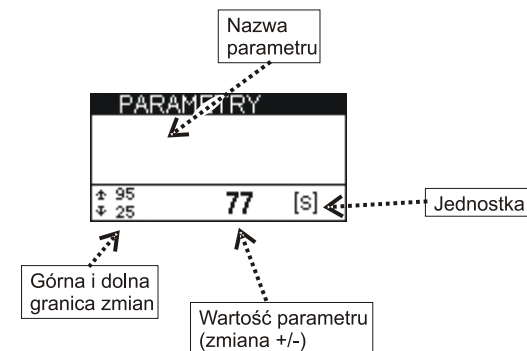 Nazwa
parametru
PARAMETRY
95
25
77
[S]
Jednostka
Górna i dolna
granica zmian
Wartość parametru
(zmiana +/-)